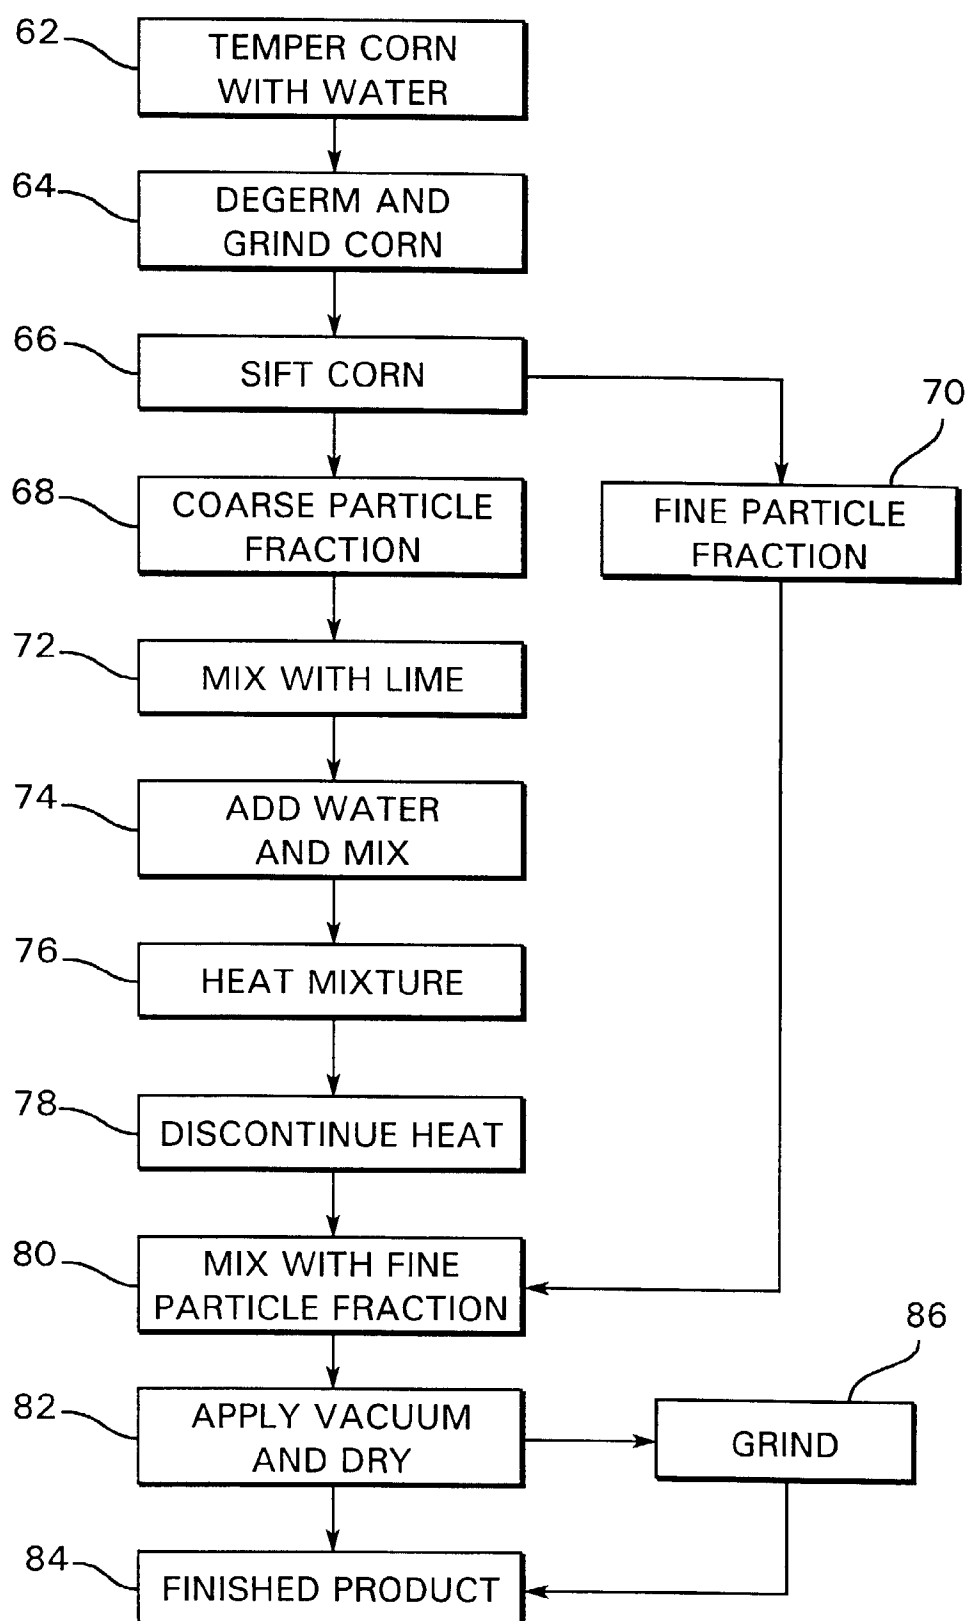 62
TEMPER CORN
WITH WATER
64
DEGERM AND
GRIND CORN
66
SIFT CORN
70
68
COARSE PARTICLE
FRACTION
FINE PARTICLE
FRACTION
72
MIX WITH LIME
74
ADD WATER
AND MIX
76
HEAT MIXTURE
78
DISCONTINUE HEAT
80
MIX WITH FINE
PARTICLE FRACTION
86
82
APPLY VACUUM
AND DRY
GRIND
84
FINISHED PRODUCT